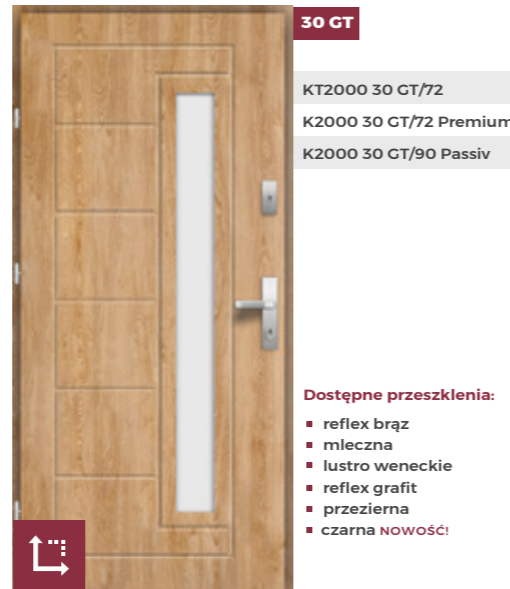 30 GT
KT2000 30 GT/72
K2000 30 GT/72 Premium
K2000 30 GT/90 Passiv
Dostępne przeszklenia:
reflex brąz
mleczna
lustro weneckie
reflex grafit
przezierna
czarna NOWOŚĆ!